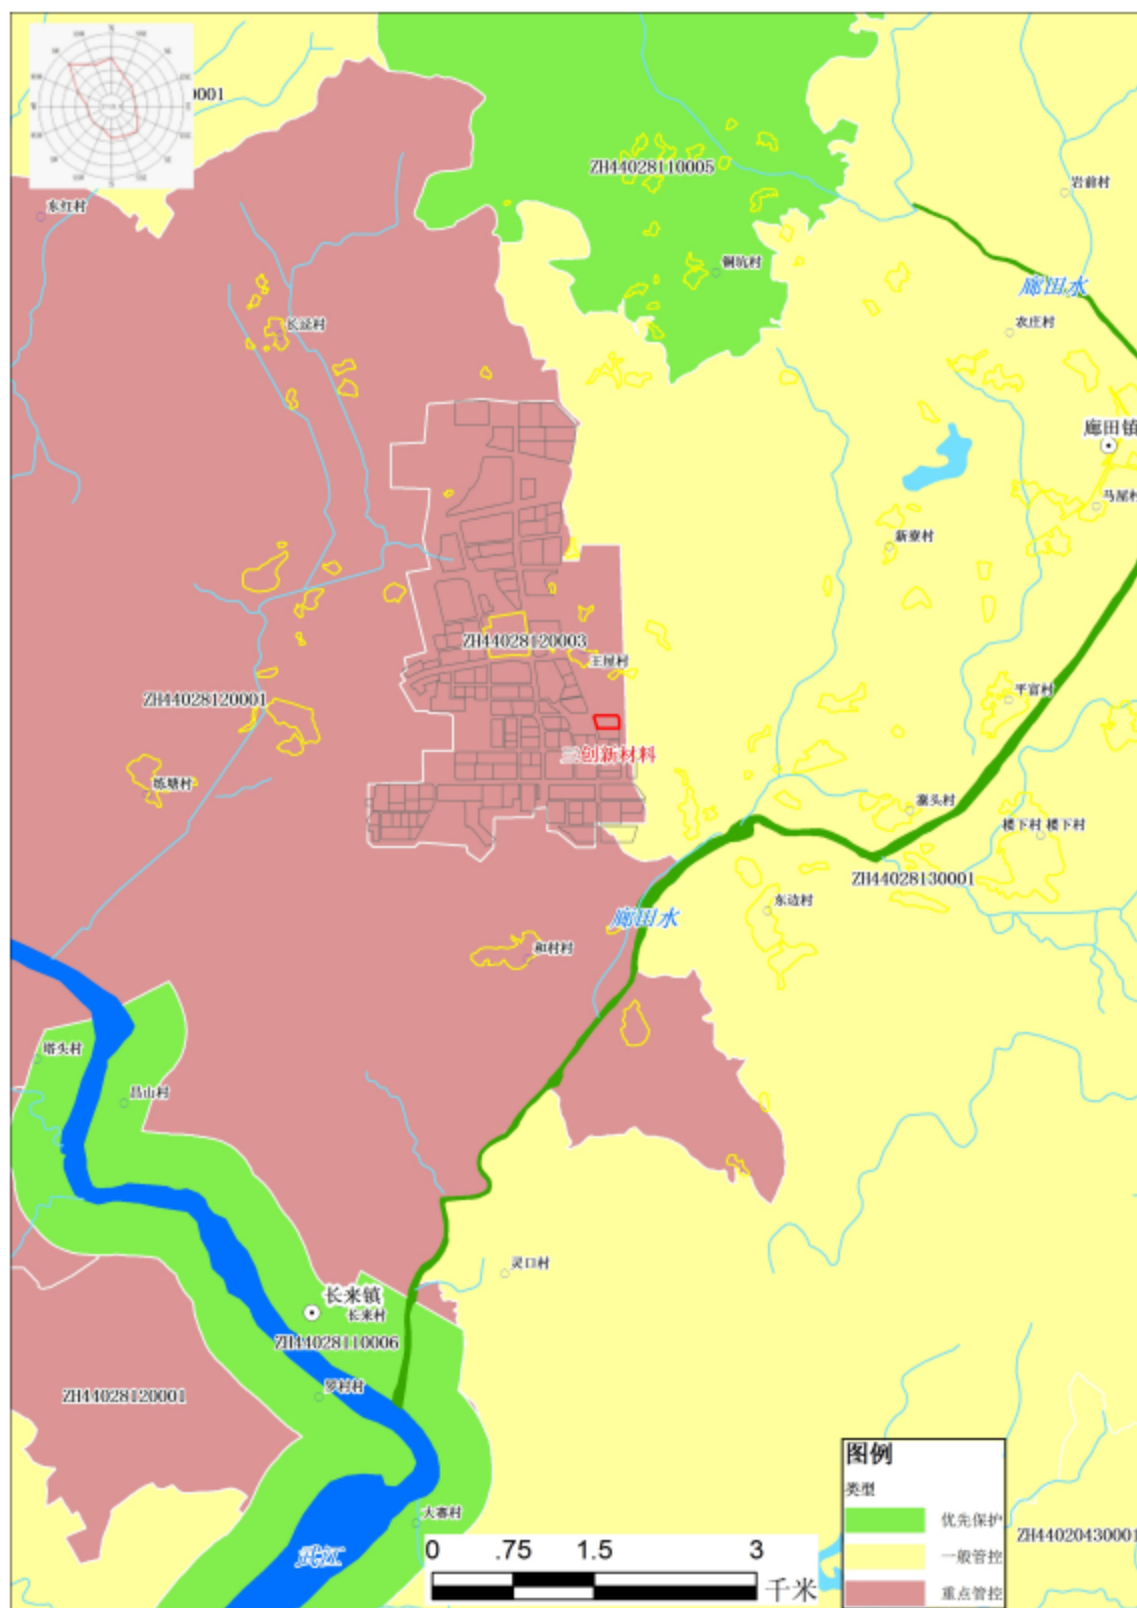 0001
东红村
ZH44028110005
岩前村
铜坑村
廊田水
农庄村
长汦村
廊田镇
马屋村
新寮村
ZH44028120003
王屋村
ZH44028120001
平富村
三创新材料
练塘村
寨头村
楼下村 楼下村
ZH44028130001
东边村
廊田水
和村村
塔头村
昌山村
灵口村
长来镇
长来村
ZH44028110006
罗村村
ZH44028120001
大寨村
武江
0 .75 1.5 3
千米
图例
类型
优先保护
一般管控
重点管控
ZH44020430001